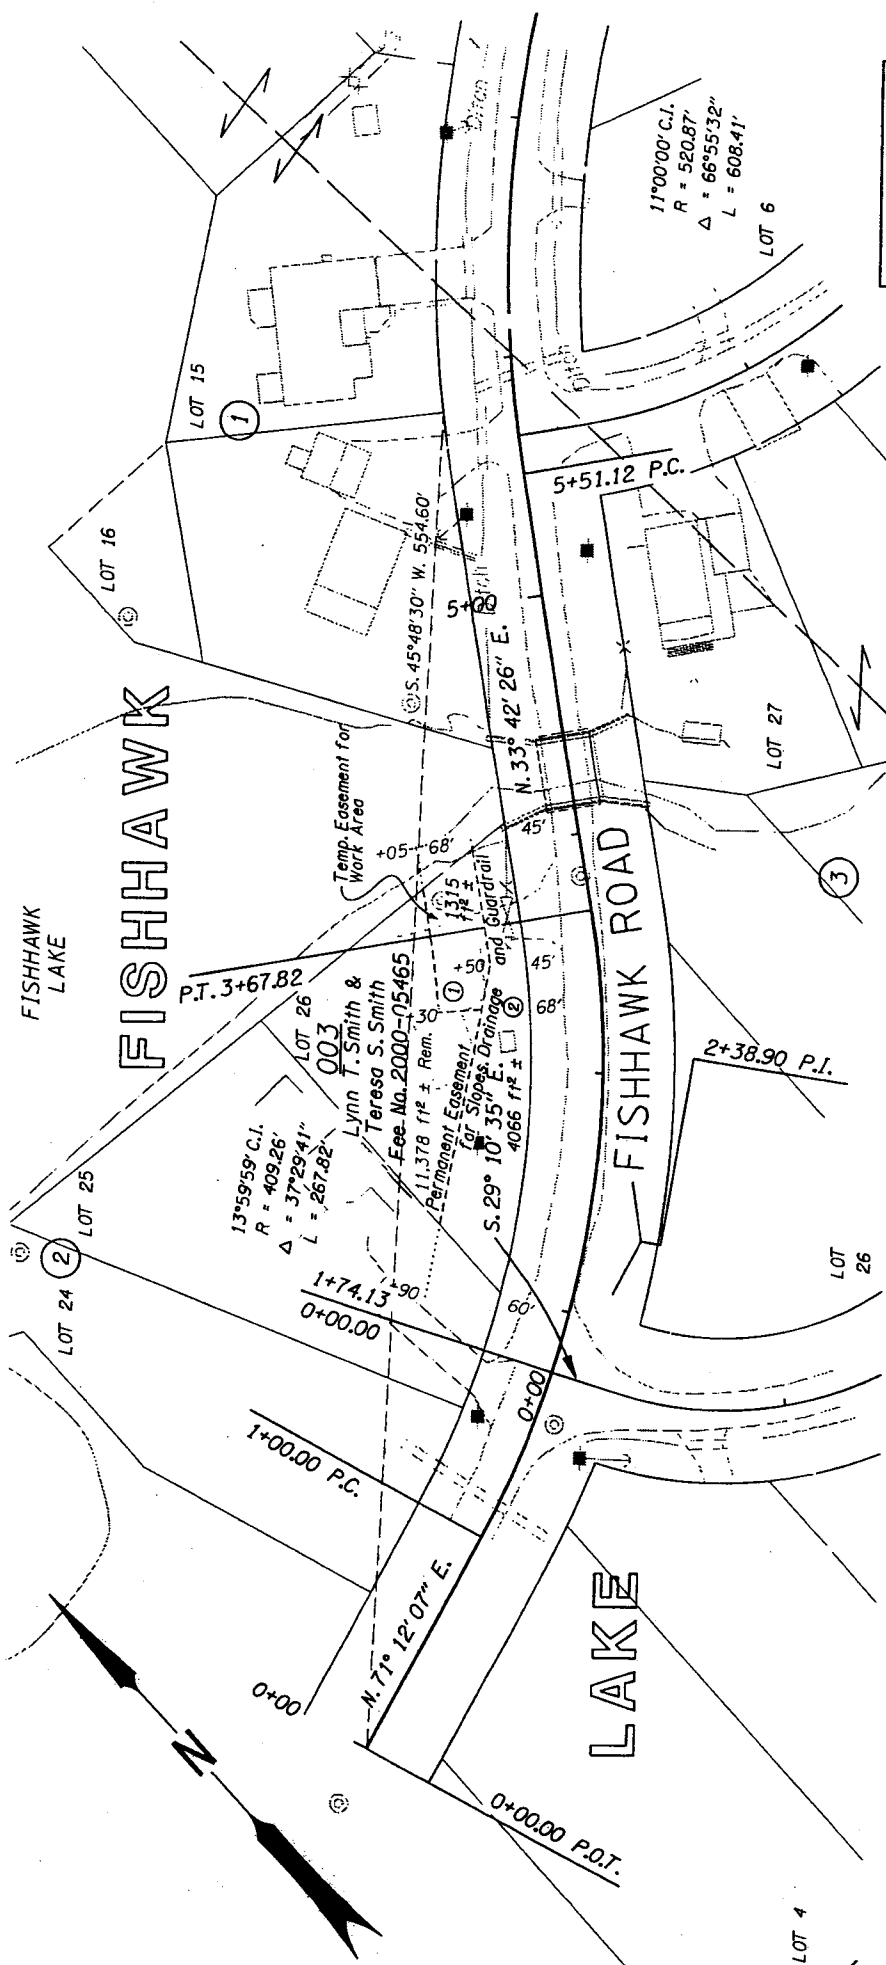 Ditch
11°00'00" C.I.
R = 520.87'
Δ = 66°55'32"
L = 608.41'
LOT 6
LOT 15
1
LOT 16
5+51.12 P.C.
S. 45°48'30" W. 554.60'
5+00
N. 33° 42' 26" E.
LOT 27
3
FISHHAWK
LAKE
FISHHAWK
Temp. Easement for
Work Area
+05
68'
45'
1315
ft² ±
P.T. 3+67.82
+50
1
+30
45'
68'
2
LOT 26
003
Lynn T. Smith &
Teresa S. Smith
Fee No. 2000-05465
11,378 ft² ± Rem.
Permanent Easement
for Slopes, Drainage and Guardrail
4066 ft² ±
S. 29° 10' 35" E.
FISHHAWK ROAD
2+38.90 P.I.
13°59'59" C.I.
R = 409.26'
Δ = 37°29'41"
L = 267.82'
LOT 25
2
LOT 24
LOT
26
1+74.13
0+00.00
+90
60'
0+00
1+00.00 P.C.
N. 71° 12' 07" E.
0+00
LAKE
N
0+00.00 P.O.T.
LOT 4